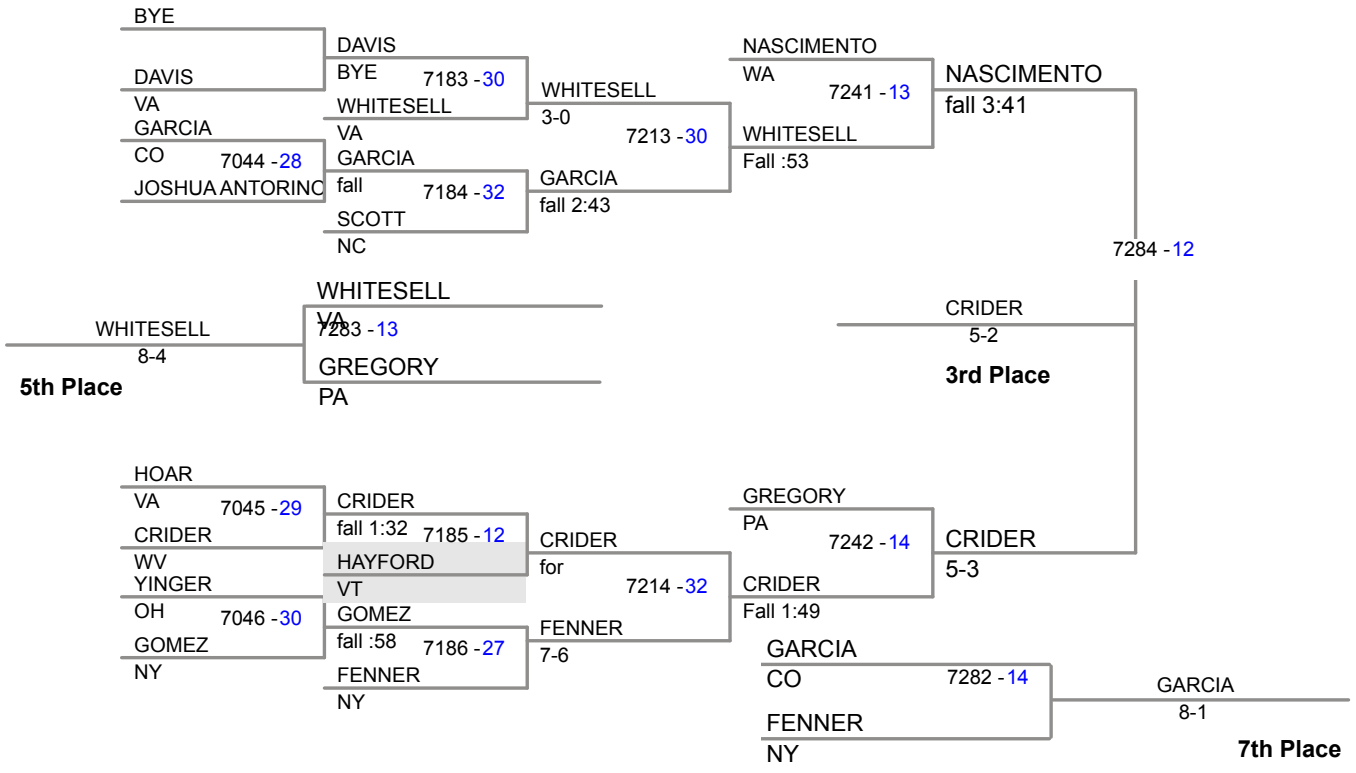 BYE
DAVIS
NASCIMENTO
BYE
7183 -30
WA
NASCIMENTO
DAVIS
WHITESELL
7241 -13
fall 3:41
VA
WHITESELL
3-0
GARCIA
VA
7213 -30
WHITESELL
CO
7044 -28
GARCIA
Fall :53
JOSHUA ANTORINO
fall
7184 -32
GARCIA
SCOTT
fall 2:43
NC
7284 -12
WHITESELL
VA
CRIDER
WHITESELL
7283 -13
5-2
8-4
GREGORY
3rd Place
5th Place
PA
HOAR
VA
7045 -29
CRIDER
GREGORY
CRIDER
fall 1:32
7185 -12
CRIDER
PA
7242 -14
CRIDER
WV
HAYFORD
for
5-3
YINGER
VT
7214 -32
CRIDER
OH
7046 -30
GOMEZ
Fall 1:49
GOMEZ
fall :58
7186 -27
FENNER
NY
FENNER
7-6
GARCIA
NY
CO
7282 -14
GARCIA
FENNER
8-1
NY
7th Place